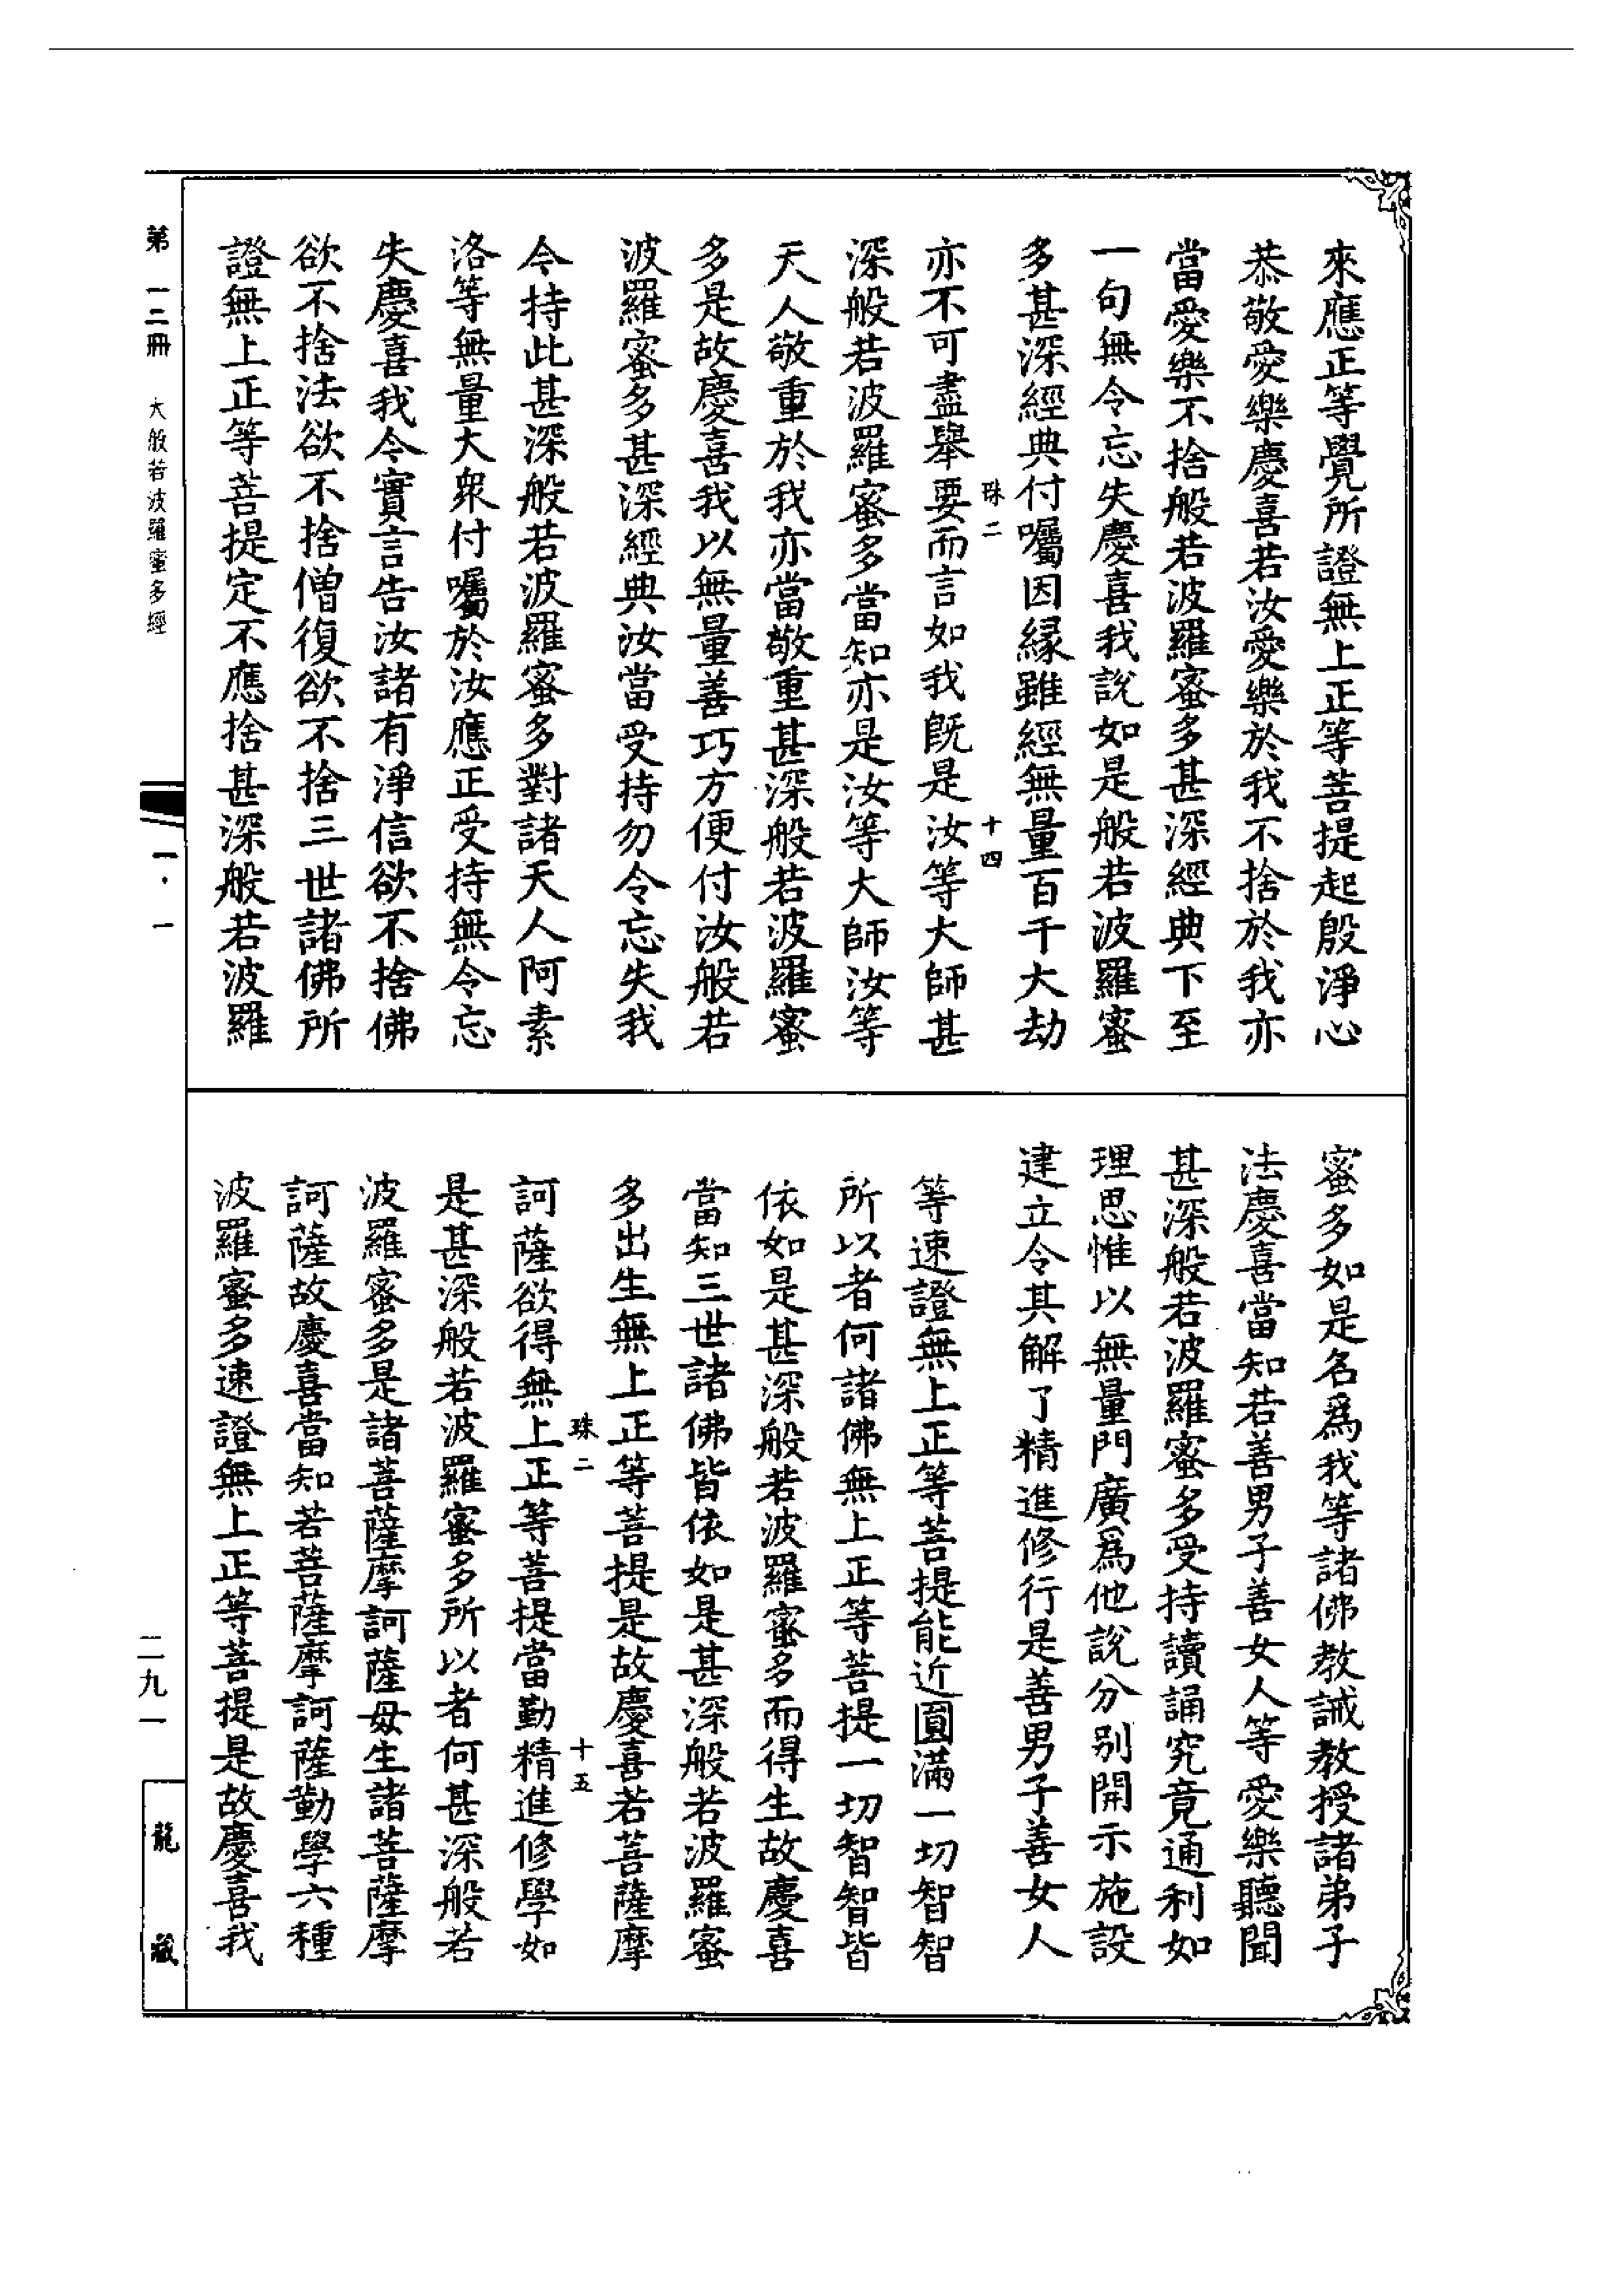 來應正等覺所證無上正等菩提起殷淨心
恭敬愛樂慶喜若汝愛樂於我不捨於我亦
當愛樂不捨般若波羅蜜多甚深經典下至
一句無令忘失慶喜我說如是般若波羅蜜
多甚深經典付囑因緣雖經無量百千大劫
珠二 十四
亦不可盡舉要而言如我既是汝等大師甚
深般若波羅蜜多當知亦是汝等大師汝等
天人敬重於我亦當敬重甚深般若波羅蜜
多是故慶喜我以無量善巧方便付汝般若
波羅蜜多甚深經典汝當受持勿令忘失我
今持此甚深般若波羅蜜多對諸天人阿素
洛等無量大眾付囑於汝應正受持無令忘
失慶喜我今實言告汝諸有淨信欲不捨佛
欲不捨法欲不捨僧復欲不捨三世諸佛所
證無上正等菩提定不應捨甚深般若波羅
蜜多如是名爲我等諸佛教誡教授諸弟子
法慶喜當知若善男子善女人等愛樂聽聞
甚深般若波羅蜜多受持讀誦究竟通利如
理思惟以無量門廣爲他說分別開示施設
建立令其解了精進修行是善男子善女人
等速證無上正等菩提能近圓滿一切智智
所以者何諸佛無上正等菩提一切智智皆
依如是甚深般若波羅蜜多而得生故慶喜
當知三世諸佛皆依如是甚深般若波羅蜜
多出生無上正等菩提是故慶喜若菩薩摩
珠二 十五
訶薩欲得無上正等菩提當勤精進修學如
是甚深般若波羅蜜多所以者何甚深般若
波羅蜜多是諸菩薩摩訶薩母生諸菩薩摩
訶薩故慶喜當知若菩薩摩訶薩勤學六種
波羅蜜多速證無上正等菩提是故慶喜我
第一二冊 大般若波羅蜜多經
一·一
二九一
龍藏